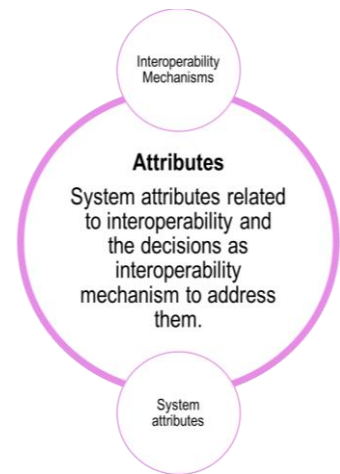 Interoperability
Mechanisms
Attributes
System attributes related
to interoperability and
the decisions as
interoperability
mechanism to address
them.
System
attributes